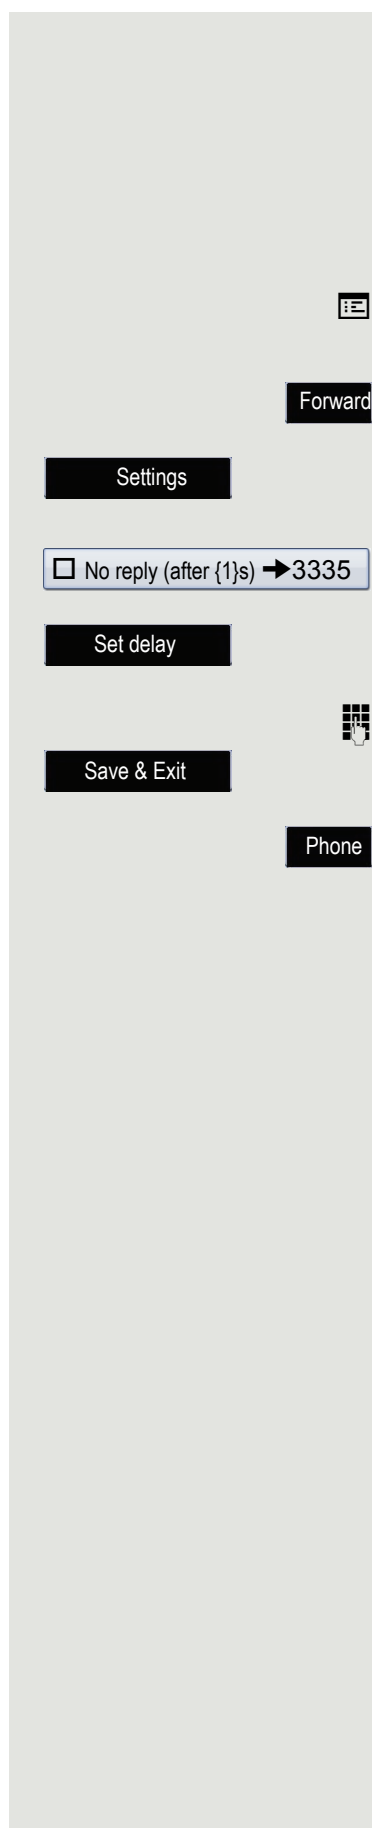 Forward
Settings
☐ No reply (after {1}s) ➔3335
Set delay
Save & Exit
Phone